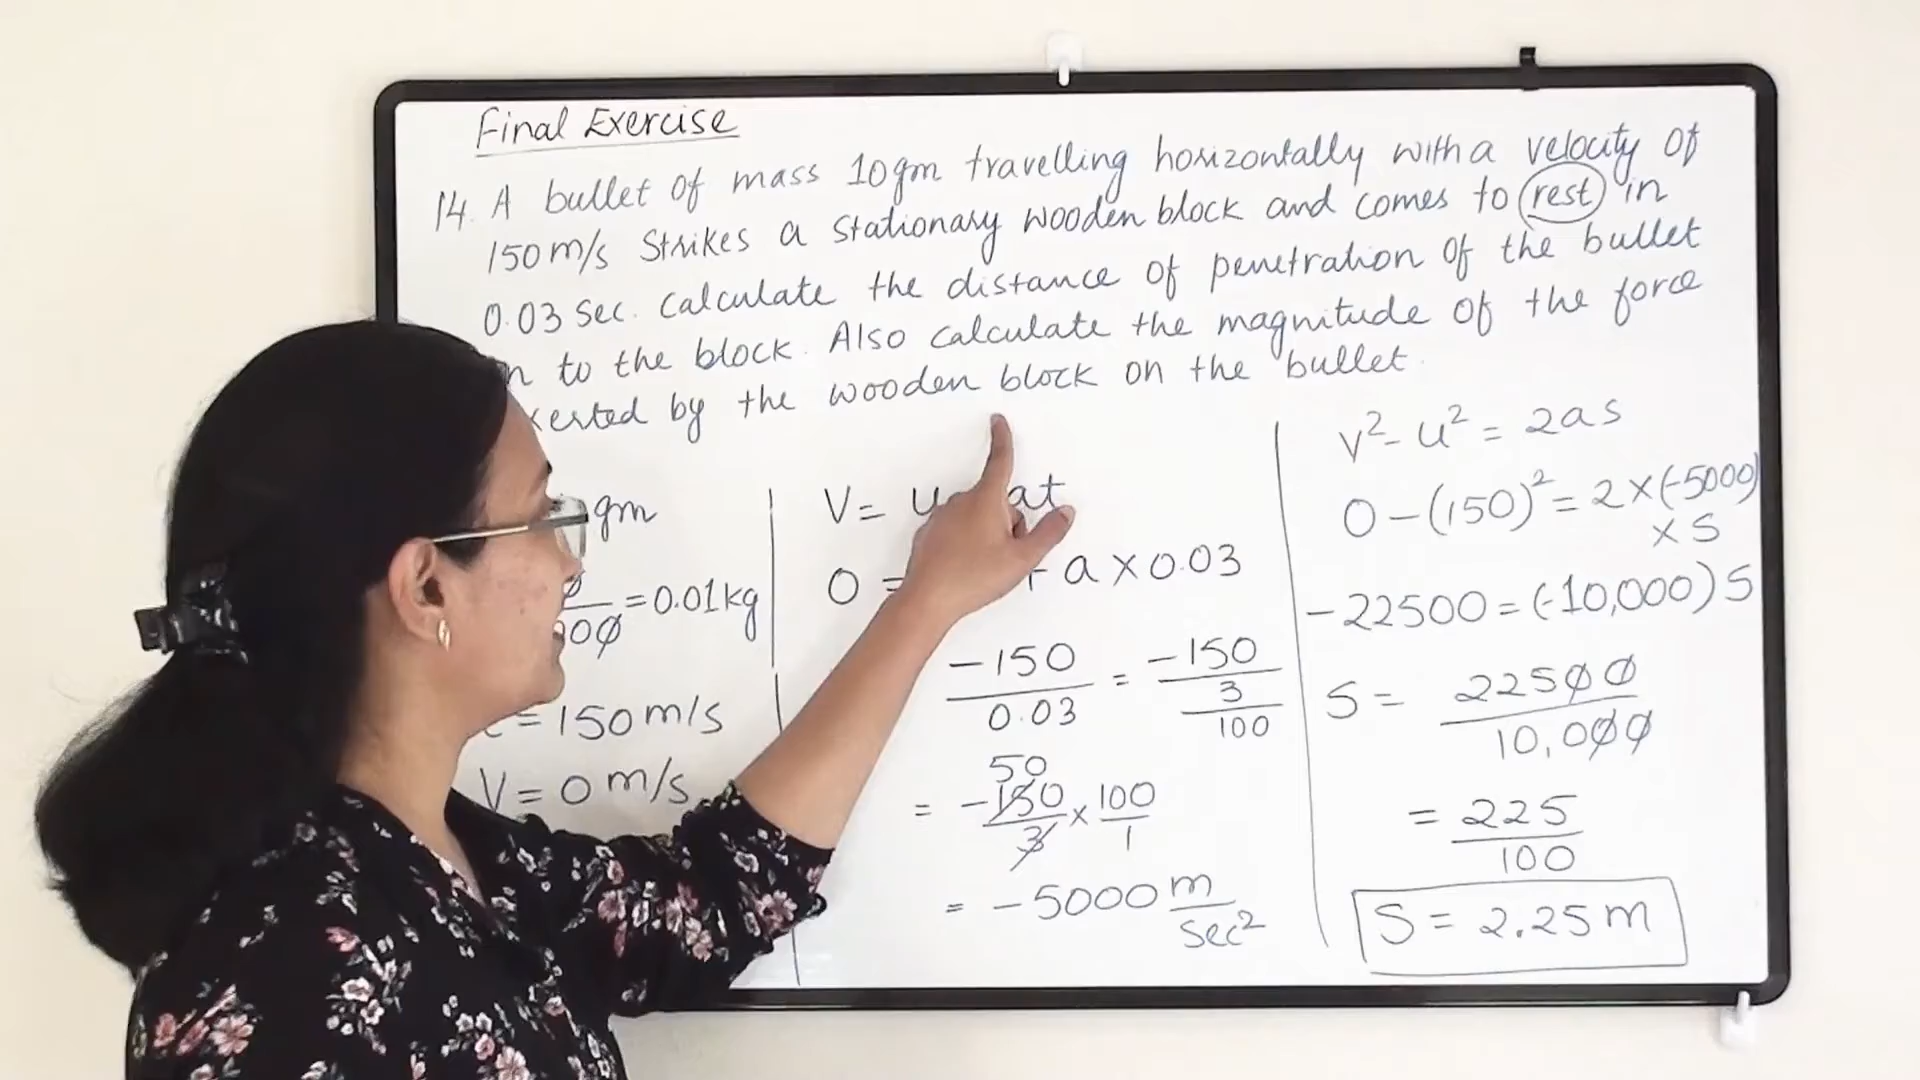 Final Exercise
14. A bullet of mass 10gm travelling horizontally with a velocity of
150 m/s Strikes a stationary wooden block and comes to rest in
0.03 sec. Calculate the distance of penetration of the bullet
to the block. Also calculate the magnitude of the force
by the wooden block on the bullet.
gm
=0.01kg
= 150 m/s
V = 0 m/s
V = u at
0 = + a × 0.03
-150/0.03 = -150/(3/100)
50
= -150/3 × 100/1
= -5000 m/sec²
V² - u² = 2as
0 - (150)² = 2 × (-5000)
× S
-22500 = (-10,000) S
S = 22500/10,000
= 225/100
S = 2.25 m